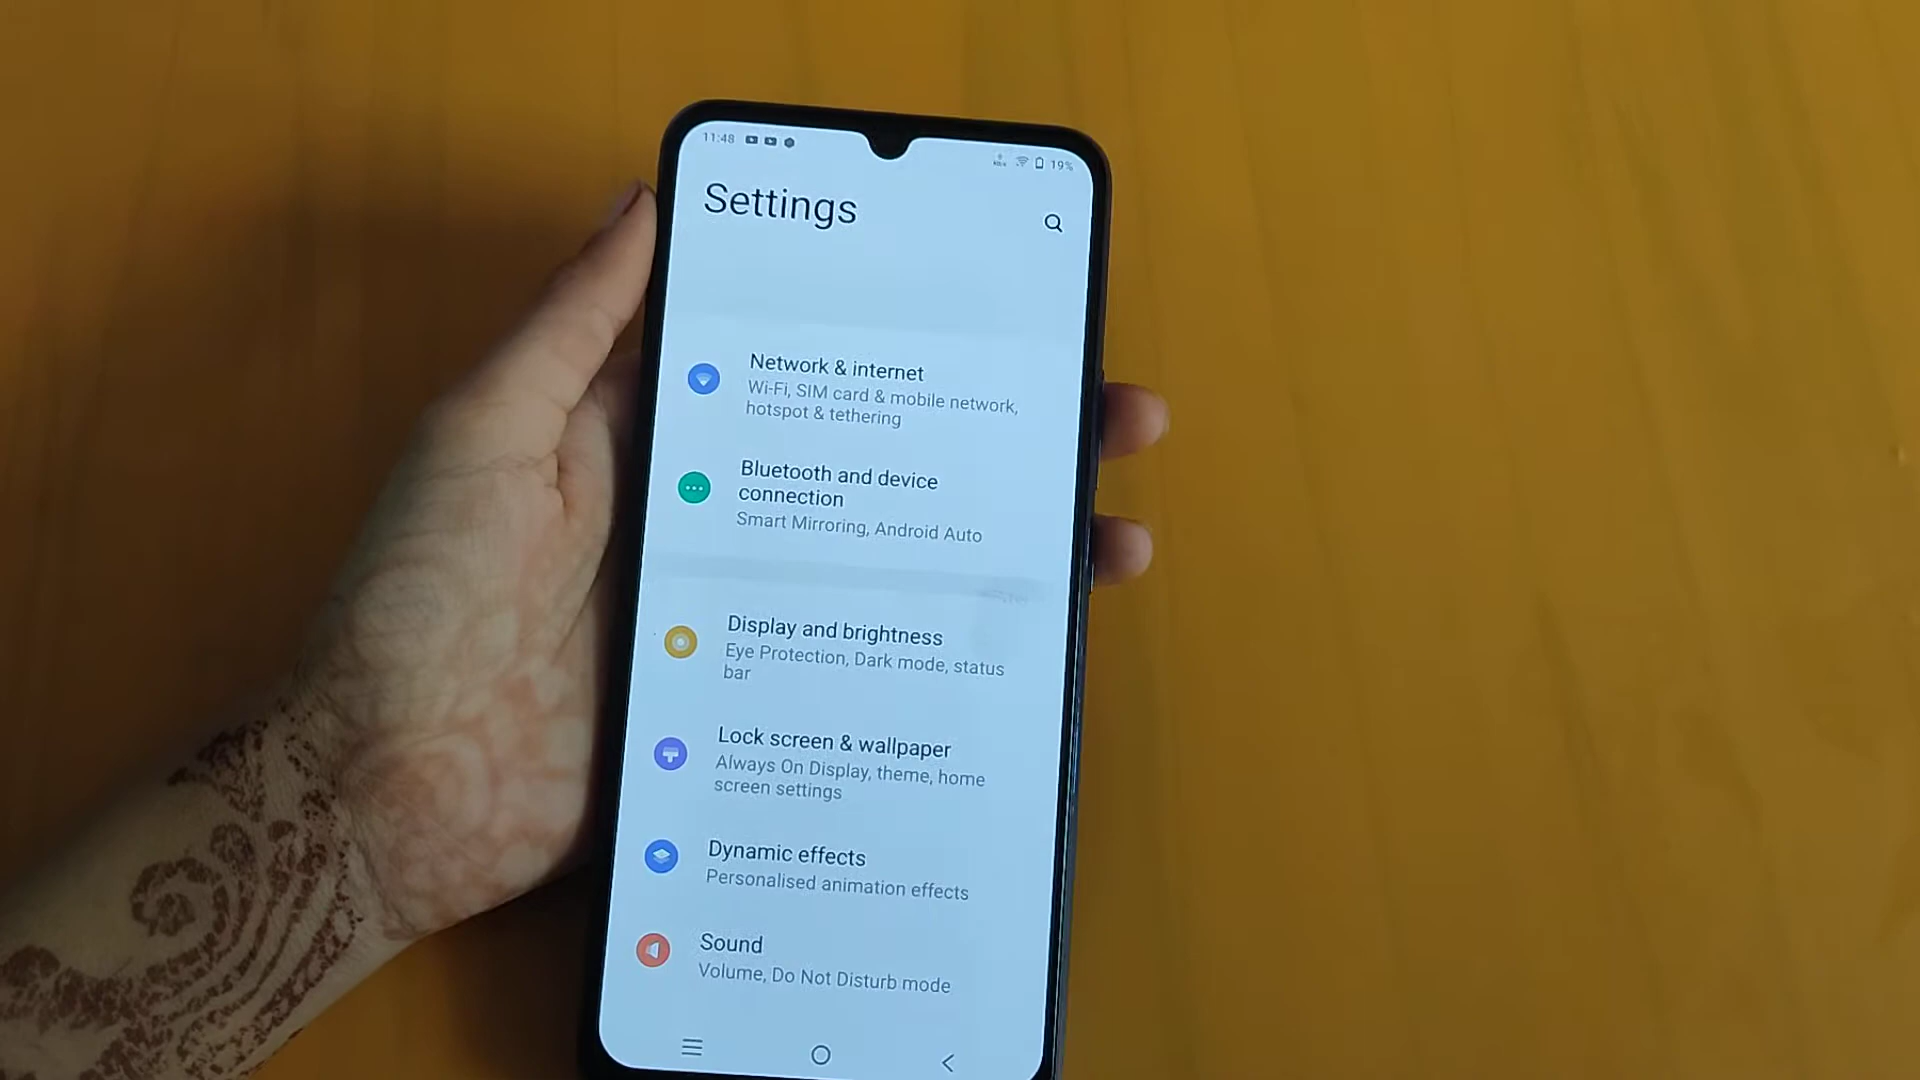 11:48
19%
Settings
Network & internet
Wi-Fi, SIM card & mobile network,
hotspot & tethering
Bluetooth and device
connection
Smart Mirroring, Android Auto
Display and brightness
Eye Protection, Dark mode, status
bar
Lock screen & wallpaper
Always On Display, theme, home
screen settings
Dynamic effects
Personalised animation effects
Sound
Volume, Do Not Disturb mode